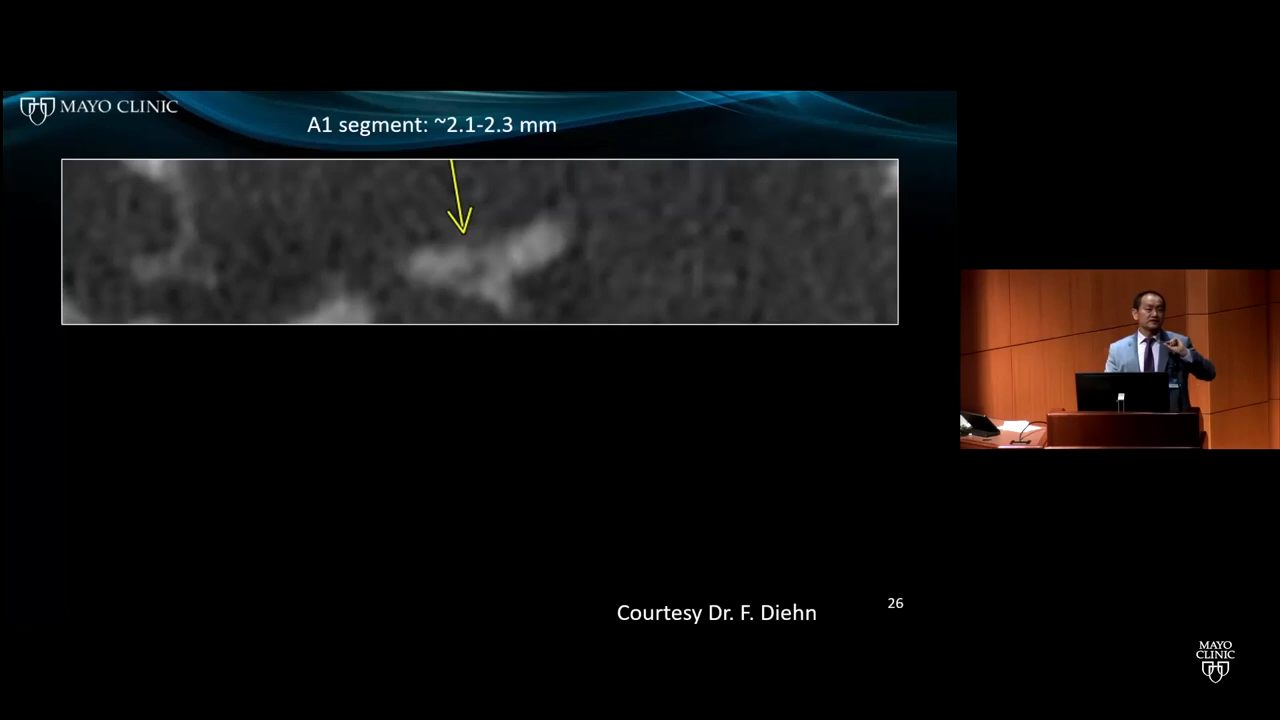 MAYO CLINIC
A1 segment: ~2.1-2.3 mm
Courtesy Dr. F. Diehn
26
MAYO
CLINIC